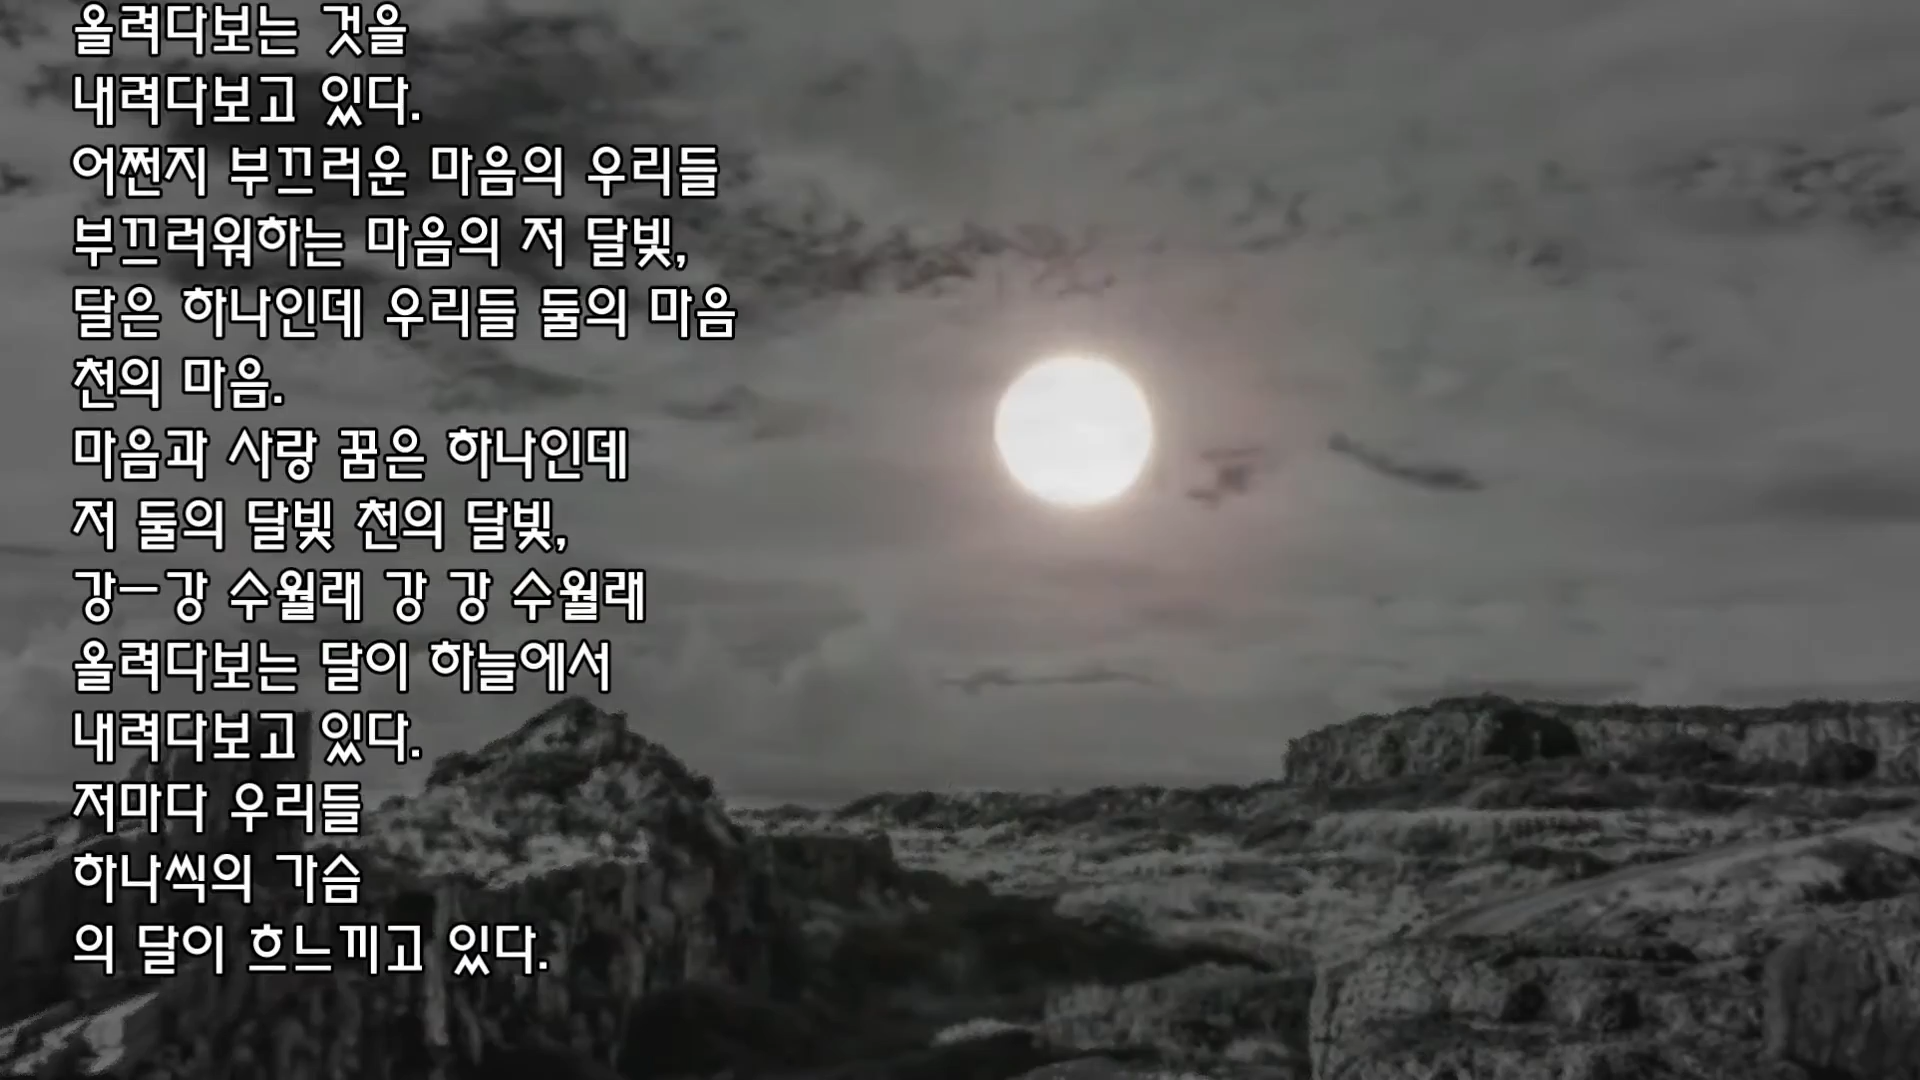 올려다보는 것을
내려다보고 있다.
어쩐지 부끄러운 마음의 우리들
부끄러워하는 마음의 저 달빛,
달은 하나인데 우리들 둘의 마음
천의 마음.
마음과 사랑 꿈은 하나인데
저 둘의 달빛 천의 달빛,
강ㅡ강 수월래 강 강 수월래
올려다보는 달이 하늘에서
내려다보고 있다.
저마다 우리들
하나씩의 가슴
의 달이 흐느끼고 있다.